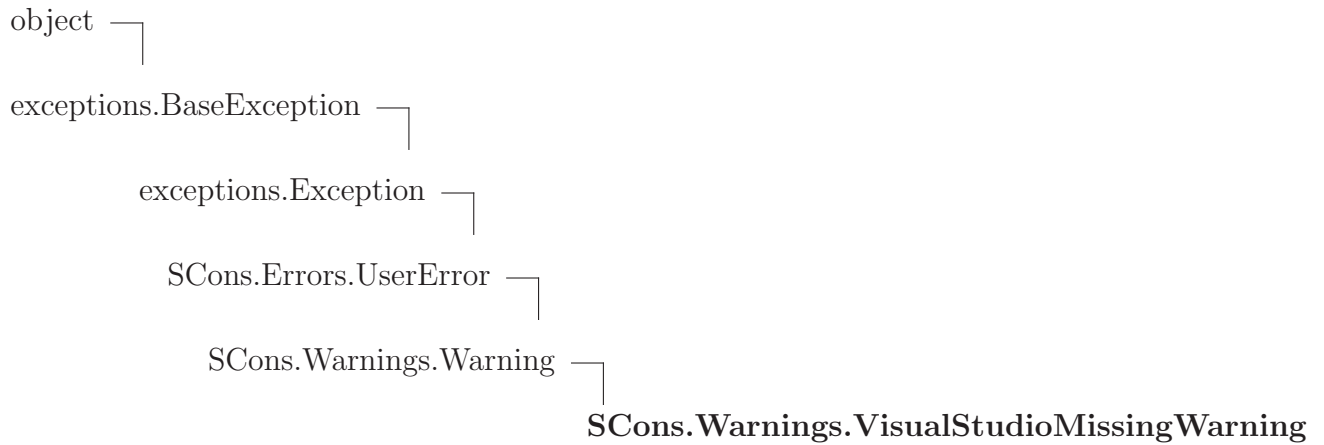 object
exceptions.BaseException
exceptions.Exception
SCons.Errors.UserError
SCons.Warnings.Warning
SCons.Warnings.VisualStudioMissingWarning